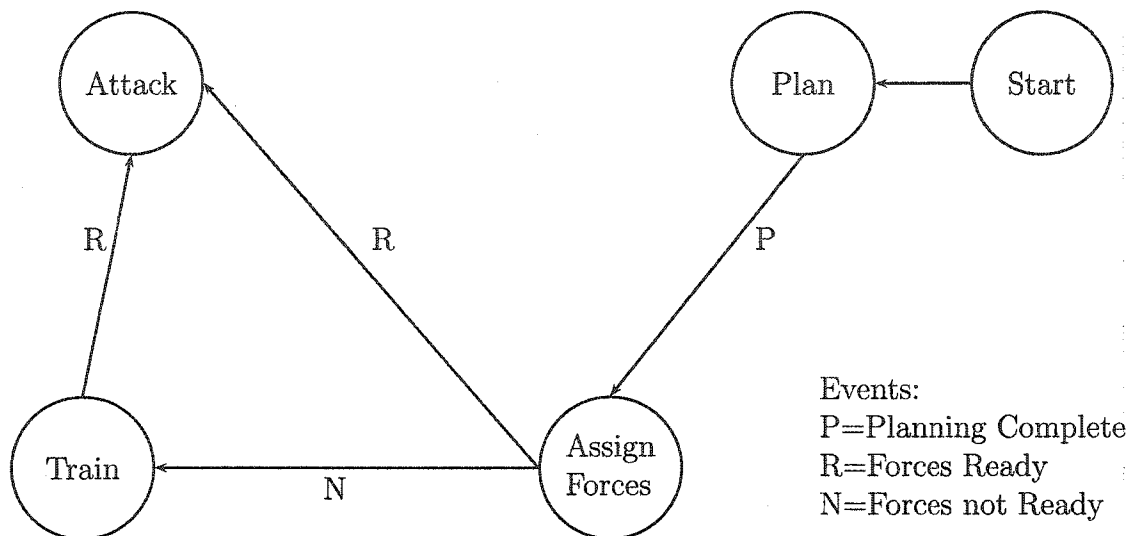 Attack
Plan
Start
R
R
P
Train
N
Assign
Forces
Events:
P=Planning Complete
R=Forces Ready
N=Forces not Ready